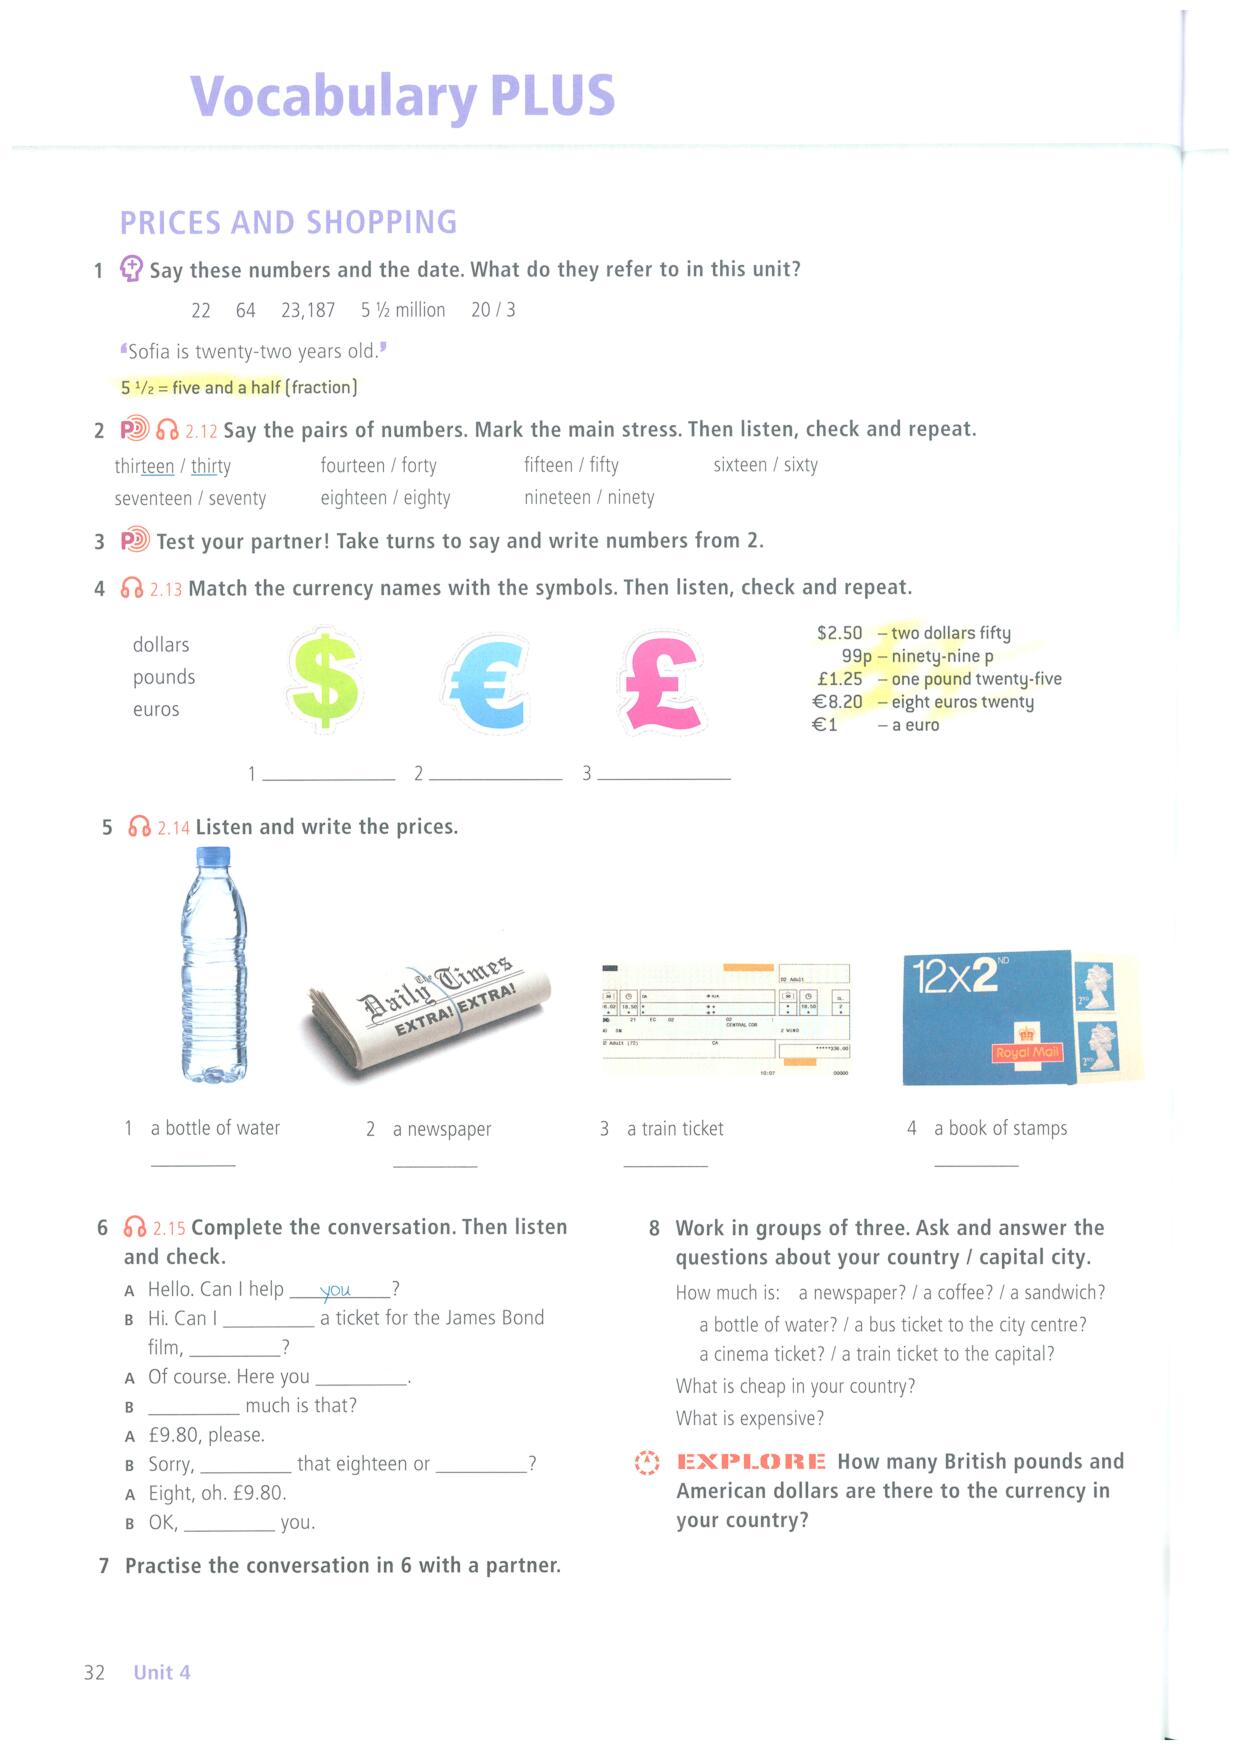 Vocabulary PLUS
PRICES AND SHOPPING
1 Say these numbers and the date. What do they refer to in this unit?
22 64 23,187 5 ½ million 20 / 3
‘Sofia is twenty-two years old.’
5 1/2 = five and a half (fraction)
2 P 2.12 Say the pairs of numbers. Mark the main stress. Then listen, check and repeat.
thirteen / thirty fourteen / forty fifteen / fifty sixteen / sixty
seventeen / seventy eighteen / eighty nineteen / ninety
3 P Test your partner! Take turns to say and write numbers from 2.
4 2.13 Match the currency names with the symbols. Then listen, check and repeat.
dollars
pounds
euros
$ € £
$2.50 – two dollars fifty
99p – ninety-nine p
£1.25 – one pound twenty-five
€8.20 – eight euros twenty
€1 – a euro
1 ________ 2 ________ 3 ________
5 2.14 Listen and write the prices.
The
Daily Times
EXTRA! EXTRA!
02 Adult
CENTRAL COR
10:07 00000
12x2ND
2ND
Royal Mail
2ND
1 a bottle of water 2 a newspaper 3 a train ticket 4 a book of stamps
6 2.15 Complete the conversation. Then listen
and check.
A Hello. Can I help you ?
B Hi. Can I ________ a ticket for the James Bond
film, ________?
A Of course. Here you ________.
B ________ much is that?
A £9.80, please.
B Sorry, ________ that eighteen or ________?
A Eight, oh. £9.80.
B OK, ________ you.
7 Practise the conversation in 6 with a partner.
8 Work in groups of three. Ask and answer the
questions about your country / capital city.
How much is: a newspaper? / a coffee? / a sandwich?
a bottle of water? / a bus ticket to the city centre?
a cinema ticket? / a train ticket to the capital?
What is cheap in your country?
What is expensive?
EXPLORE How many British pounds and
American dollars are there to the currency in
your country?
32 Unit 4